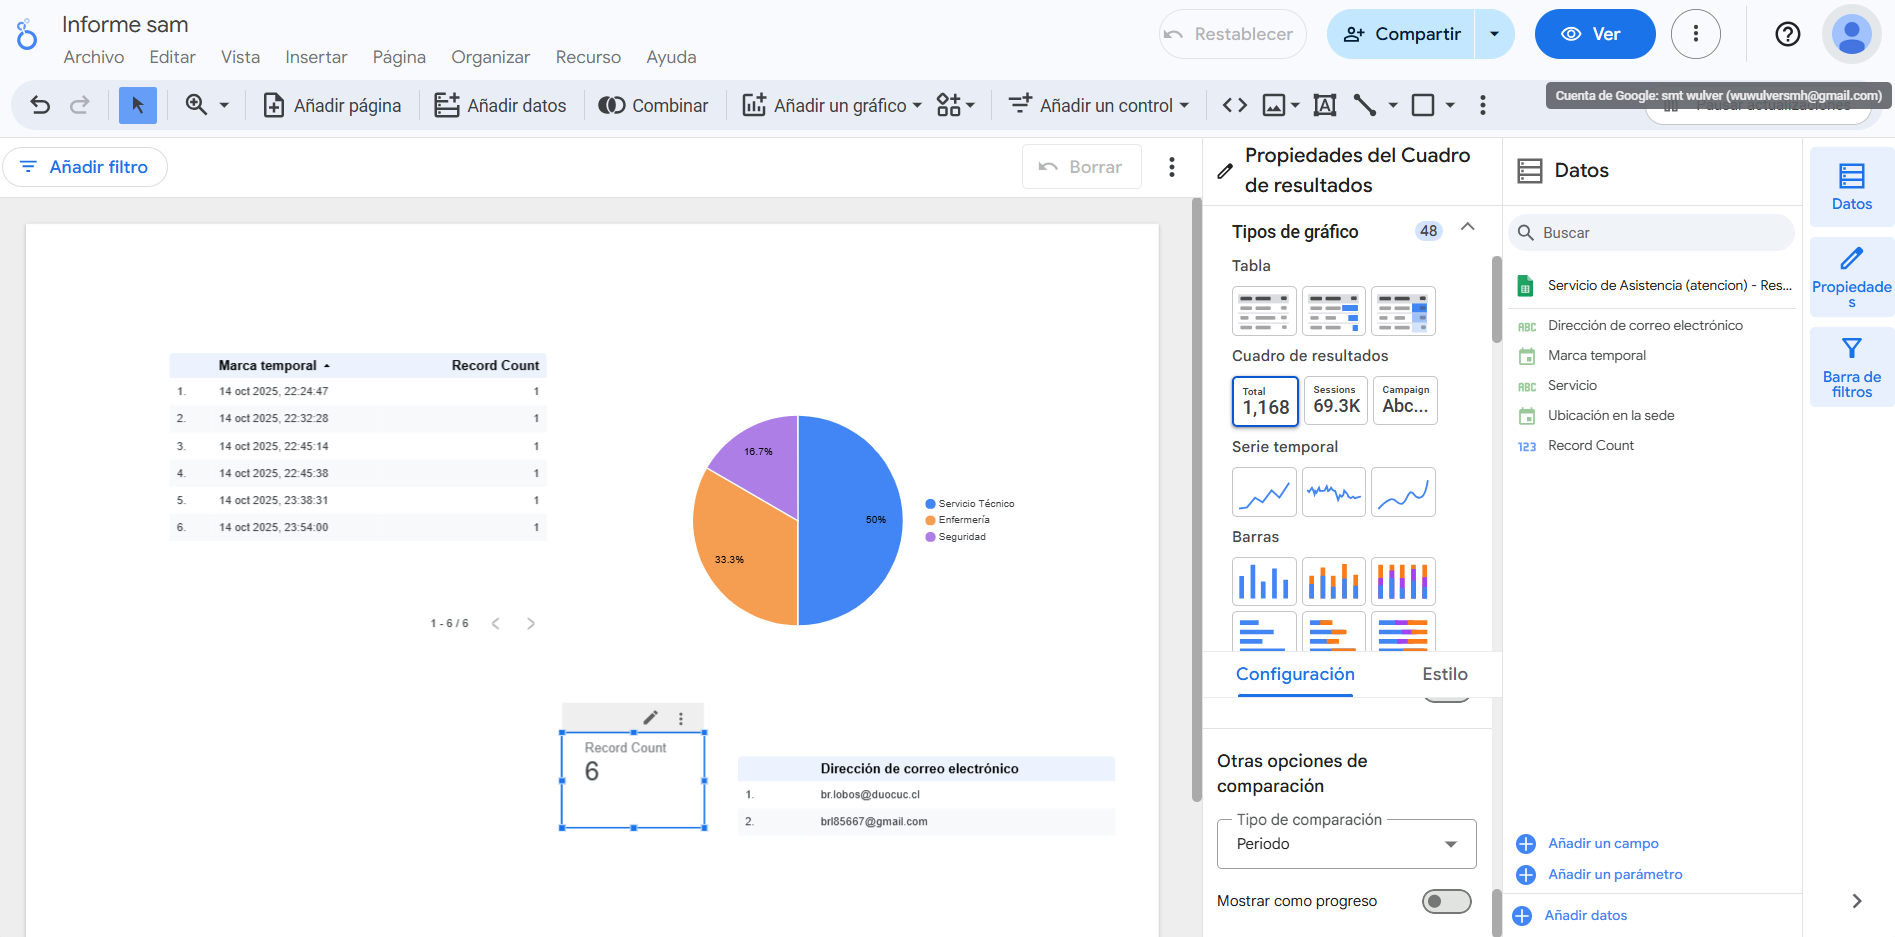 Informe sam
Archivo Editar Vista Insertar Página Organizar Recurso Ayuda
Restablecer
Compartir
Ver
Añadir página
Añadir datos
Combinar
Añadir un gráfico
Añadir un control
Cuenta de Google: smt wulver (wuwulversmh@gmail.com)
Pausar actualizaciones
Añadir filtro
Borrar
Marca temporal Record Count
1. 14 oct 2025, 22:24:47 1
2. 14 oct 2025, 22:32:28 1
3. 14 oct 2025, 22:45:14 1
4. 14 oct 2025, 22:45:38 1
5. 14 oct 2025, 23:38:31 1
6. 14 oct 2025, 23:54:00 1
1 - 6 / 6
16.7%
50%
33.3%
Servicio Técnico
Enfermería
Seguridad
Record Count
6
Dirección de correo electrónico
1. br.lobos@duocuc.cl
2. brl85667@gmail.com
Propiedades del Cuadro
de resultados
Tipos de gráfico 48
Tabla
Cuadro de resultados
Total
1,168
Sessions
69.3K
Campaign
Abc...
Serie temporal
Barras
Configuración Estilo
Otras opciones de
comparación
Tipo de comparación
Periodo
Mostrar como progreso
Datos
Buscar
Servicio de Asistencia (atencion) - Res...
ABC Dirección de correo electrónico
Marca temporal
ABC Servicio
Ubicación en la sede
123 Record Count
Añadir un campo
Añadir un parámetro
Añadir datos
Datos
Propiedade
s
Barra de
filtros